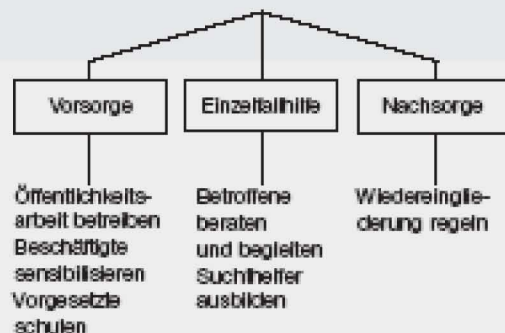 Vorsorge
Einzelfallhilfe
Nachsorge
Öffentlichkeits-
arbeit betreiben
Beschäftigte
sensibilisieren
Vorgesetzte
schulen
Betroffene
beraten
und begleiten
Suchthelfer
ausbilden
Wiedereinglie-
derung regeln